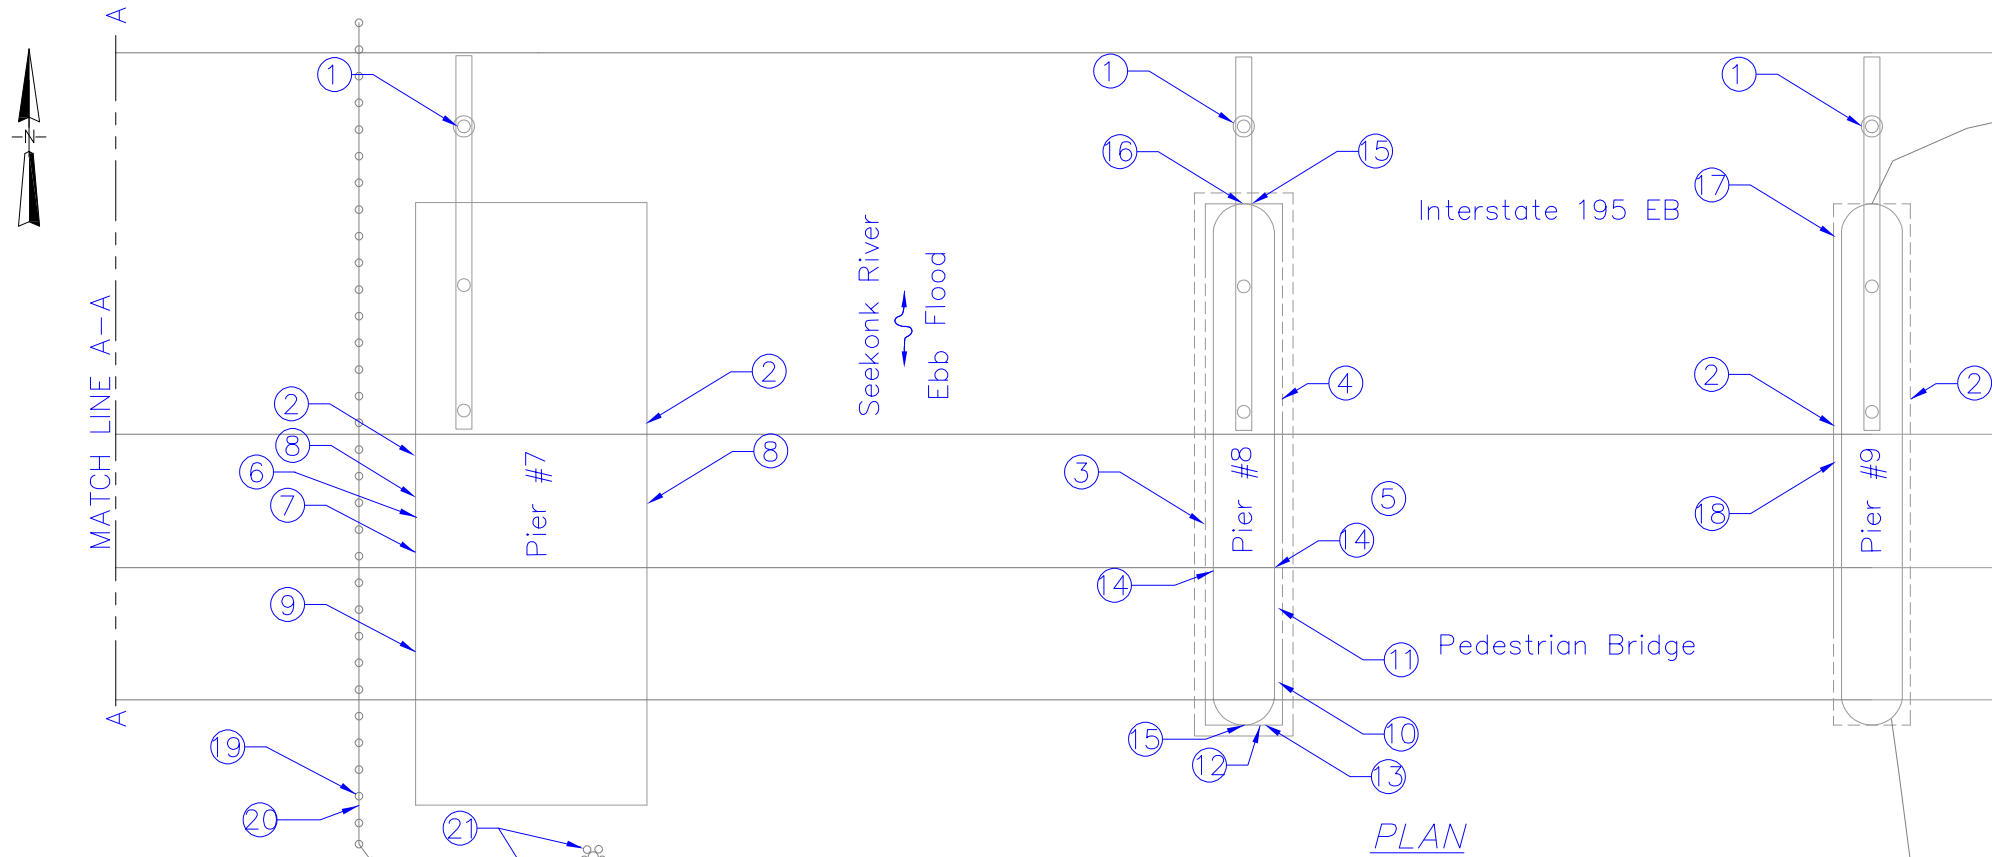 A
N
1
1
1
16
15
17
Interstate 195 EB
Seekonk River
Ebb Flood
MATCH LINE A-A
2
2
4
2
2
8
8
6
7
Pier #7
3
Pier #8
5
14
14
18
Pier #9
9
11
Pedestrian Bridge
A
15
12
10
13
19
20
21
PLAN